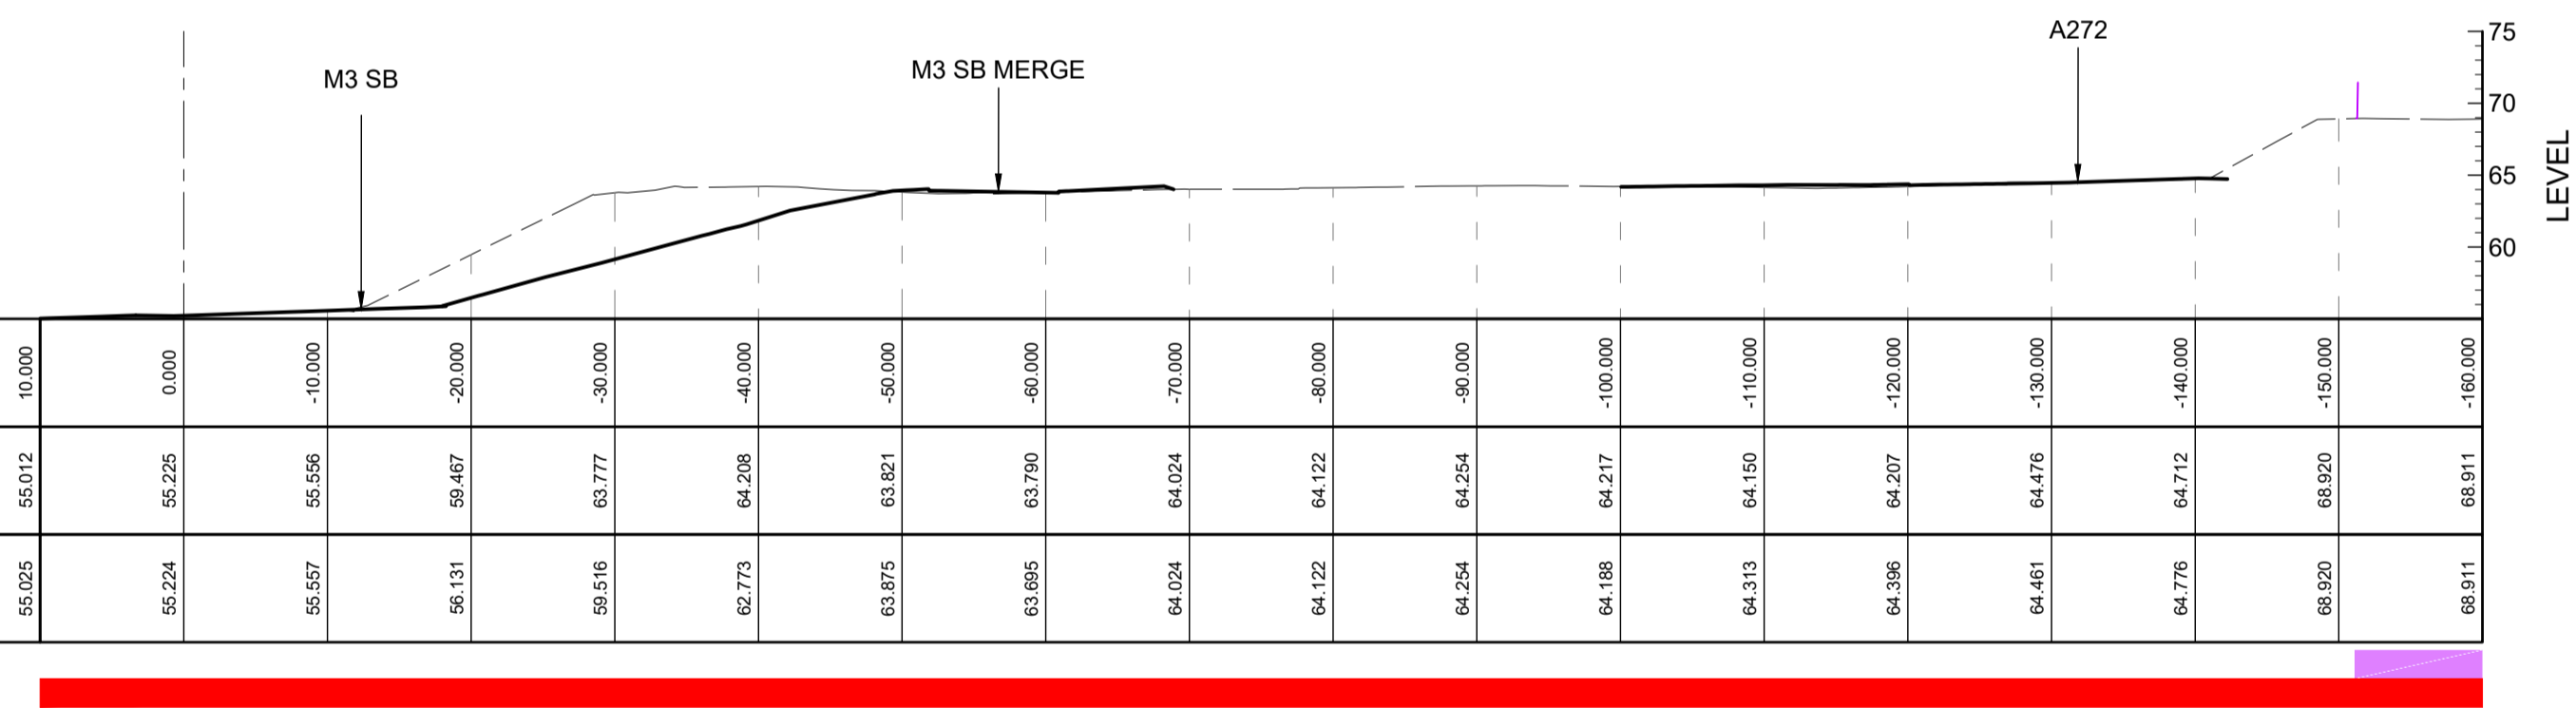 A272
M3 SB MERGE
M3 SB
75
70
65
60
LEVEL
10.000 0.000 -10.000 -20.000 -30.000 -40.000 -50.000 -60.000 -70.000 -80.000 -90.000 -100.000 -110.000 -120.000 -130.000 -140.000 -150.000 -160.000
55.012 55.225 55.556 59.467 63.777 64.208 63.821 63.790 64.024 64.122 64.254 64.217 64.150 64.207 64.476 64.712 68.920 68.911
55.025 55.224 55.557 56.131 59.516 62.773 63.875 63.695 64.024 64.122 64.254 64.188 64.313 64.396 64.461 64.776 68.920 68.911